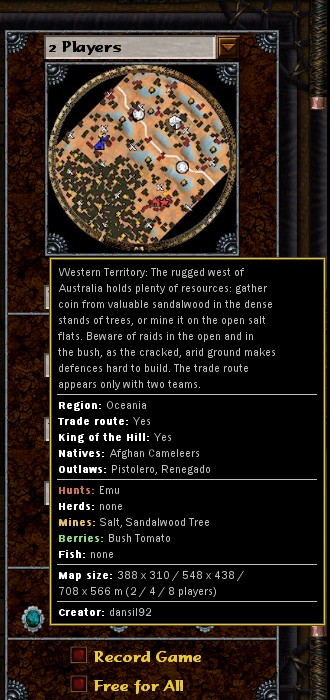 2 Players
Western Territory: The rugged west of
Australia holds plenty of resources: gather
coin from valuable sandalwood in the dense
stands of trees, or mine it on the open salt
flats. Beware of raids in the open and in
the bush, as the cracked, arid ground makes
defences hard to build. The trade route
appears only with two teams.
Region: Oceania
Trade route: Yes
King of the Hill: Yes
Natives: Afghan Cameleers
Outlaws: Pistolero, Renegado
Hunts: Emu
Herds: none
Mines: Salt, Sandalwood Tree
Berries: Bush Tomato
Fish: none
Map size: 388 x 310 / 548 x 438 /
708 x 566 m (2 / 4 / 8 players)
Creator: dansil92
Record Game
Free for All